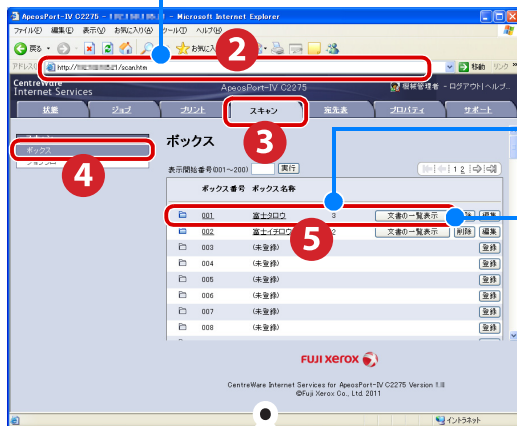 ApeosPort-IV C2275 - Microsoft Internet Explorer
ファイル(F) 編集(E) 表示(V) お気に入り(A) ツール(T) ヘルプ(H)
戻る お気に入り
2
アドレス(D) http:// /scan.htm 移動 リンク »
CentreWare
Internet Services
ApeosPort-IV C2275
機械管理者 - ログアウト ヘルプ..
状態 ジョブ プリント スキャン 宛先表 プロパティ サポート
3
ボックス
4
ボックス
表示開始番号(001～200) 実行 1 2
ボックス番号 ボックス名称
001 富士タロウ 3 文書の一覧表示 編集
5
002 富士イチロウ 2 文書の一覧表示 削除 編集
003 (未登録) 登録
004 (未登録) 登録
006 (未登録) 登録
007 (未登録) 登録
008 (未登録) 登録
FUJI XEROX
CentreWare Internet Services for ApeosPort-IV C2275 Version
©Fuji Xerox Co., Ltd. 2011
イントラネット